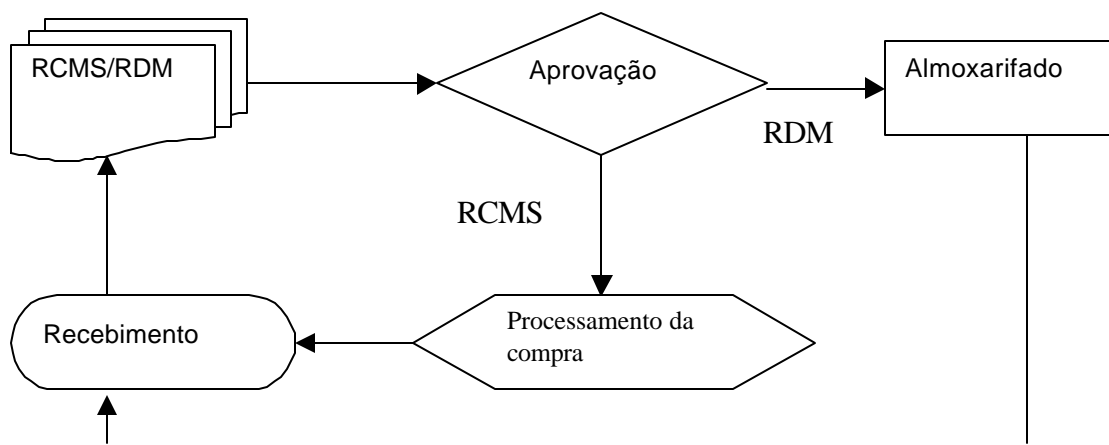 RCMS/RDM
Aprovação
Almoxarifado
RDM
RCMS
Recebimento
Processamento da
compra